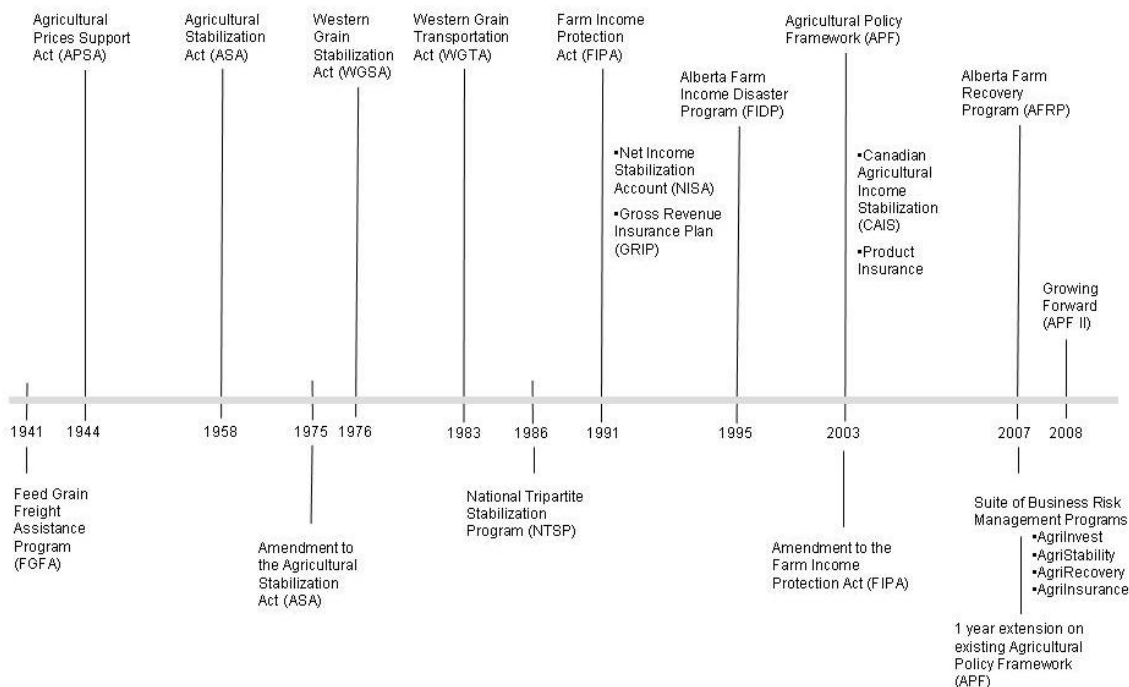 Agricultural
Prices Support
Act (APSA)
Agricultural
Stabilization
Act (ASA)
Western
Grain
Stabilization
Act (WGSA)
Western Grain
Transportation
Act (WGTA)
Farm Income
Protection
Act (FIPA)
▪Net Income
Stabilization
Account (NISA)
▪Gross Revenue
Insurance Plan
(GRIP)
Alberta Farm
Income Disaster
Program (FIDP)
Agricultural Policy
Framework (APF)
▪Canadian
Agricultural
Income
Stabilization
(CAIS)
▪Product
Insurance
Alberta Farm
Recovery
Program (AFRP)
Growing
Forward
(APF II)
1941 1944 1958 1975 1976 1983 1986 1991 1995 2003 2007 2008
Feed Grain
Freight
Assistance
Program
(FGFA)
Amendment to
the Agricultural
Stabilization
Act (ASA)
National Tripartite
Stabilization
Program (NTSP)
Amendment to the
Farm Income
Protection Act (FIPA)
Suite of Business Risk
Management Programs
▪AgriInvest
▪AgriStability
▪AgriRecovery
▪AgriInsurance
1 year extension on
existing Agricultural
Policy Framework
(APF)